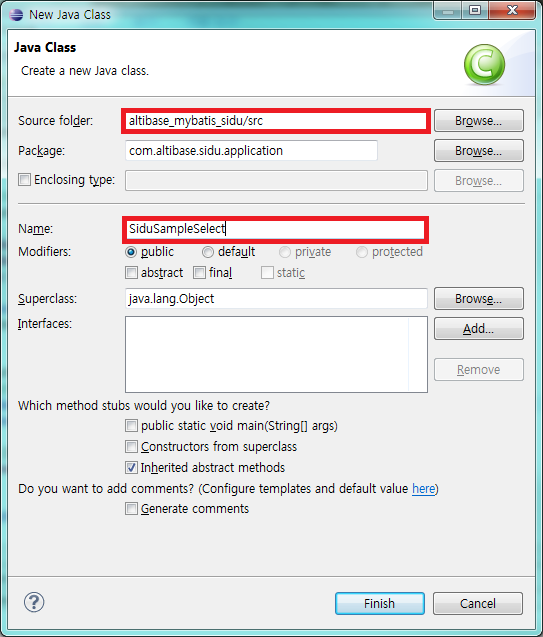 New Java Class
Java Class
Create a new Java class.
C
Source folder: altibase_mybatis_sidu/src Browse...
Package: com.altibase.sidu.application Browse...
Enclosing type: Browse...
Name: SiduSampleSelect
Modifiers: public default private protected
abstract final static
Superclass: java.lang.Object Browse...
Interfaces: Add...
Remove
Which method stubs would you like to create?
public static void main(String[] args)
Constructors from superclass
Inherited abstract methods
Do you want to add comments? (Configure templates and default value here)
Generate comments
? Finish Cancel